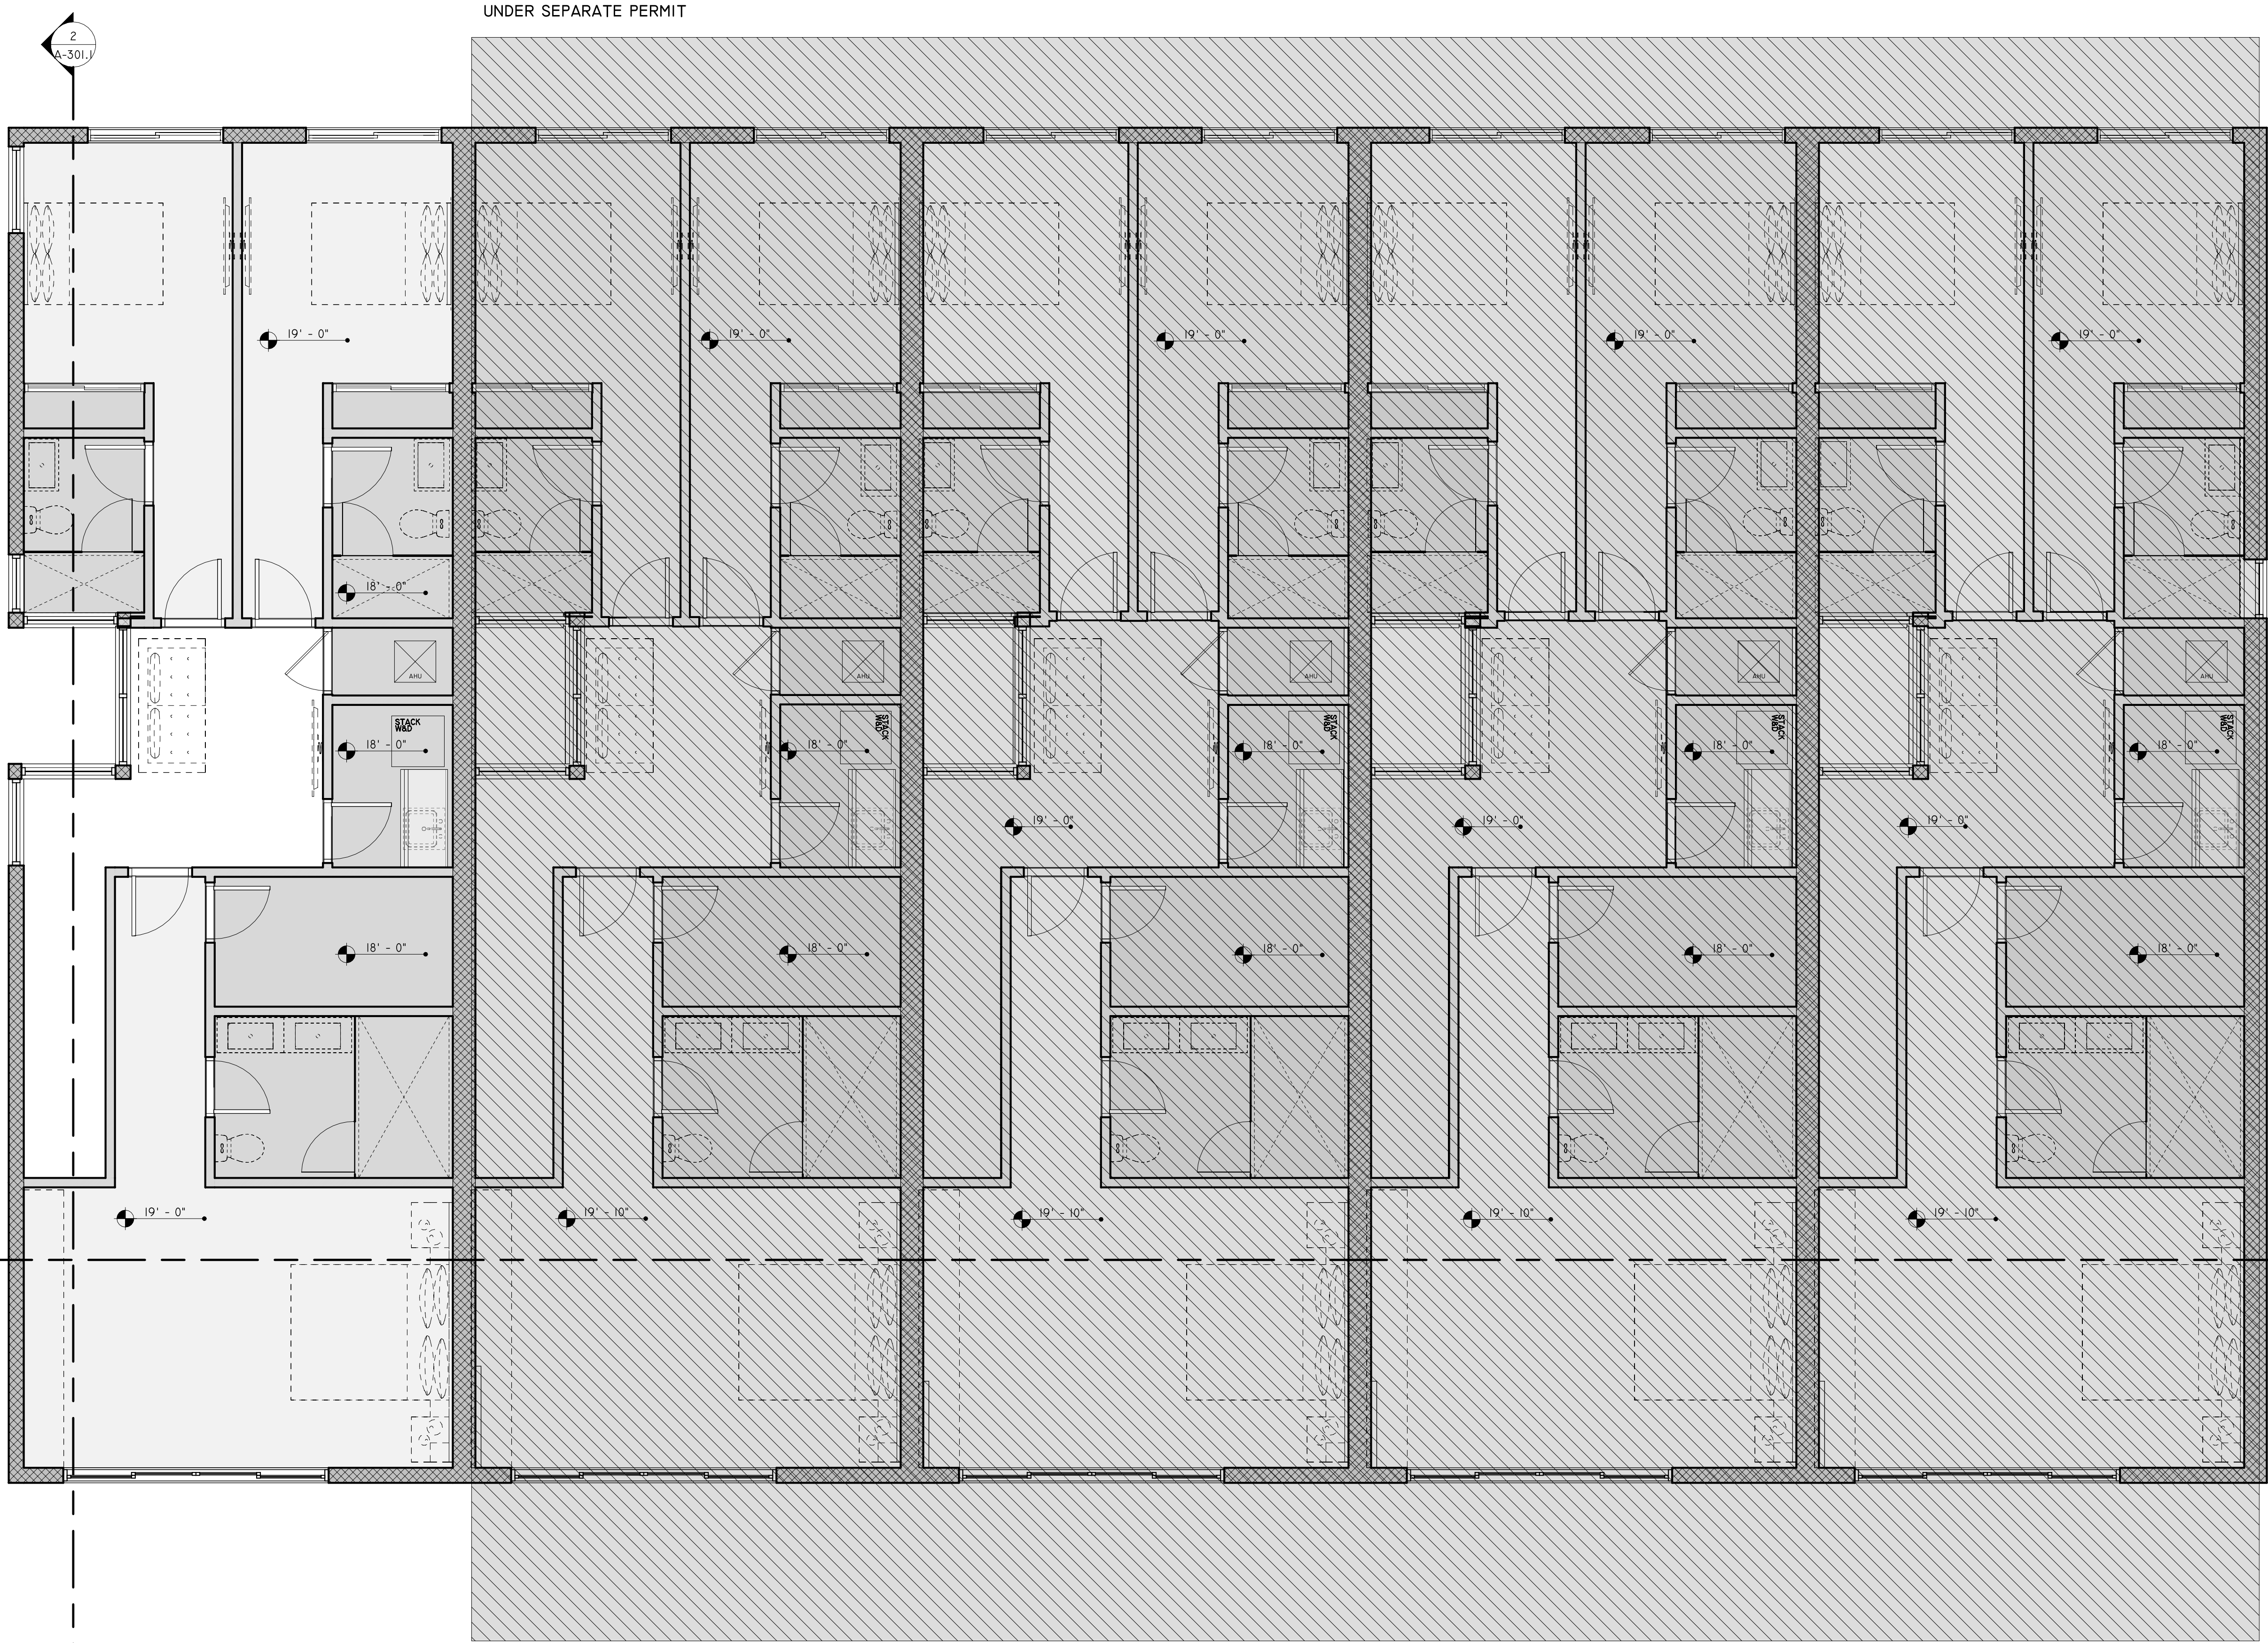 UNDER SEPARATE PERMIT
2
A-301.1
19' - 0"
19' - 0"
19' - 0"
19' - 0"
19' - 0"
18' - 0"
AHU
AHU
AHU
AHU
AHU
STACK
W&D
STACK
W&D
STACK
W&D
STACK
W&D
STACK
W&D
18' - 0"
18' - 0"
18' - 0"
18' - 0"
18' - 0"
19' - 0"
19' - 0"
19' - 0"
18' - 0"
18' - 0"
18' - 0"
18' - 0"
18' - 0"
19' - 0"
19' - 10"
19' - 10"
19' - 10"
19' - 10"